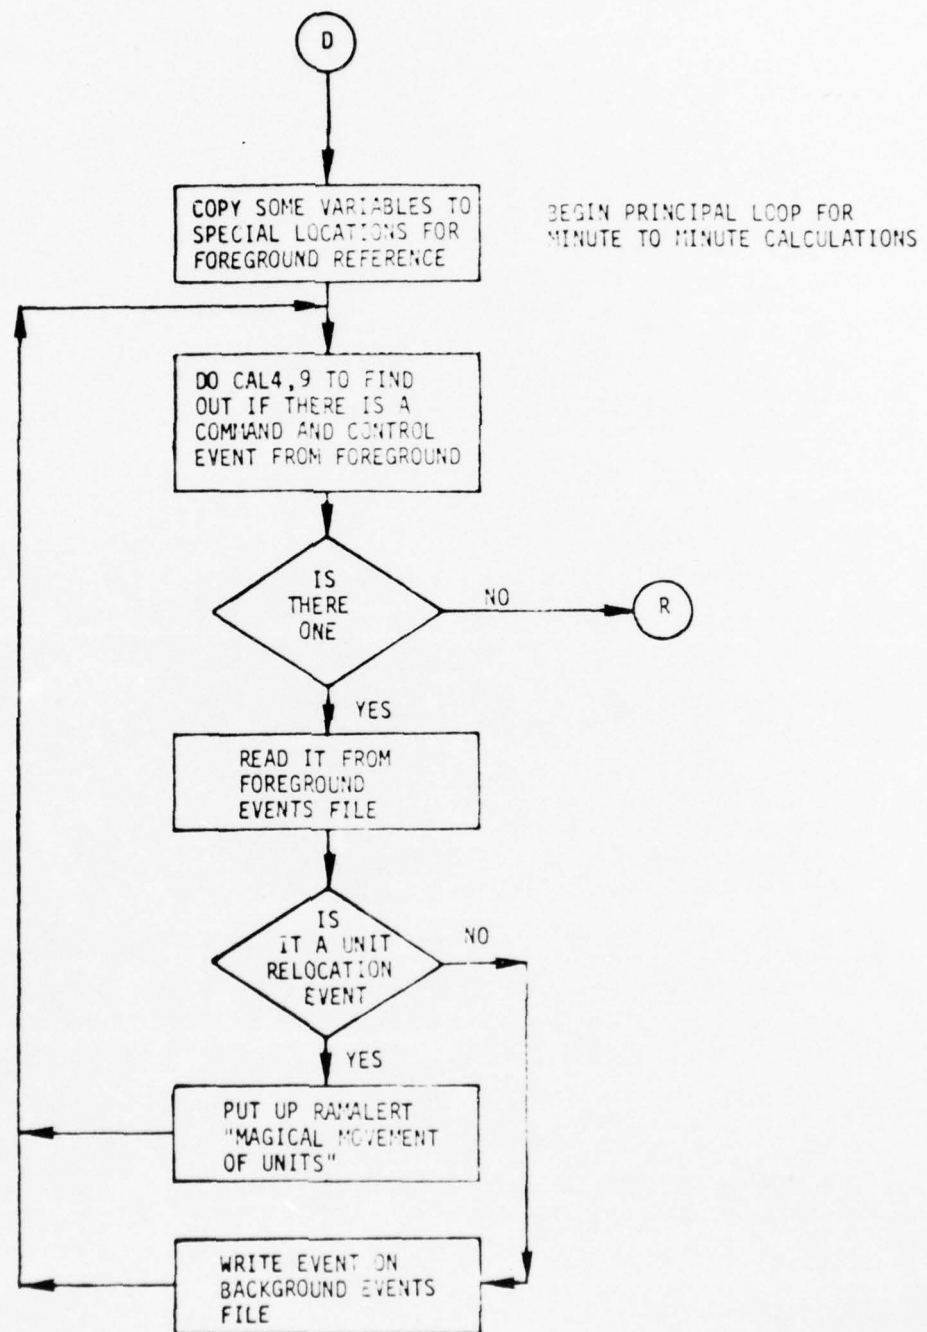 D
COPY SOME VARIABLES TO
SPECIAL LOCATIONS FOR
FOREGROUND REFERENCE
BEGIN PRINCIPAL LOOP FOR
MINUTE TO MINUTE CALCULATIONS
DO CAL4,9 TO FIND
OUT IF THERE IS A
COMMAND AND CONTROL
EVENT FROM FOREGROUND
IS
THERE
ONE
NO
R
YES
READ IT FROM
FOREGROUND
EVENTS FILE
IS
IT A UNIT
RELOCATION
EVENT
NO
YES
PUT UP RAMALERT
"MAGICAL MOVEMENT
OF UNITS"
WRITE EVENT ON
BACKGROUND EVENTS
FILE